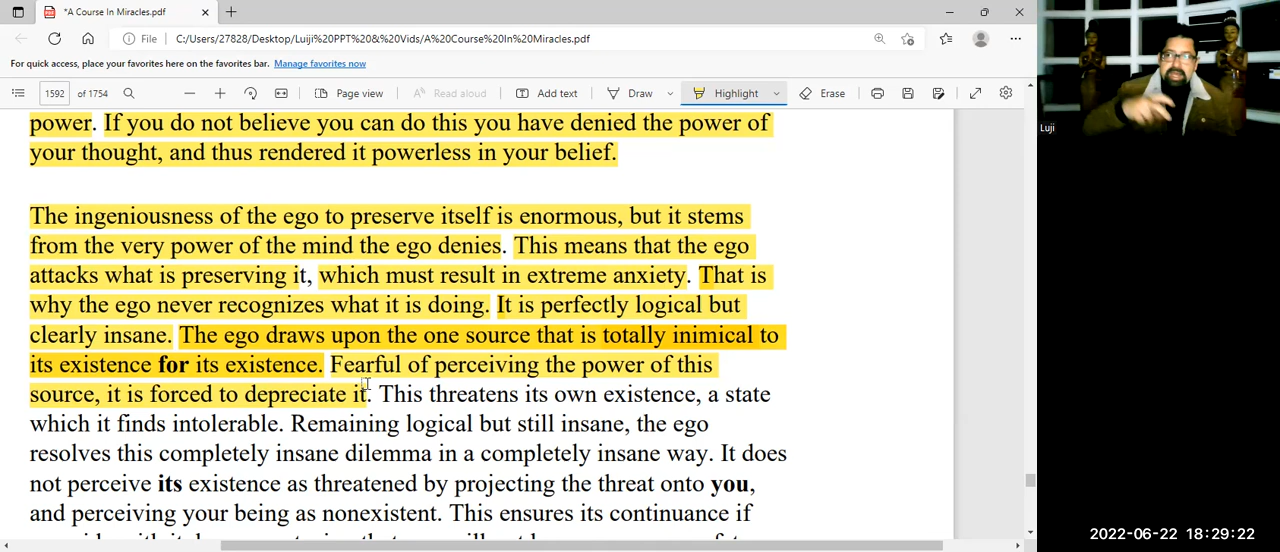 *A Course In Miracles.pdf
File C:/Users/27828/Desktop/Luiji%20PPT%20&%20Vids/A%20Course%20In%20Miracles.pdf
For quick access, place your favorites here on the favorites bar. Manage favorites now
1592 of 1754 Page view Read aloud Add text Draw Highlight Erase
power. If you do not believe you can do this you have denied the power of
your thought, and thus rendered it powerless in your belief.
The ingeniousness of the ego to preserve itself is enormous, but it stems
from the very power of the mind the ego denies. This means that the ego
attacks what is preserving it, which must result in extreme anxiety. That is
why the ego never recognizes what it is doing. It is perfectly logical but
clearly insane. The ego draws upon the one source that is totally inimical to
its existence for its existence. Fearful of perceiving the power of this
source, it is forced to depreciate it. This threatens its own existence, a state
which it finds intolerable. Remaining logical but still insane, the ego
resolves this completely insane dilemma in a completely insane way. It does
not perceive its existence as threatened by projecting the threat onto you,
and perceiving your being as nonexistent. This ensures its continuance if
Luji
2022-06-22 18:29:22